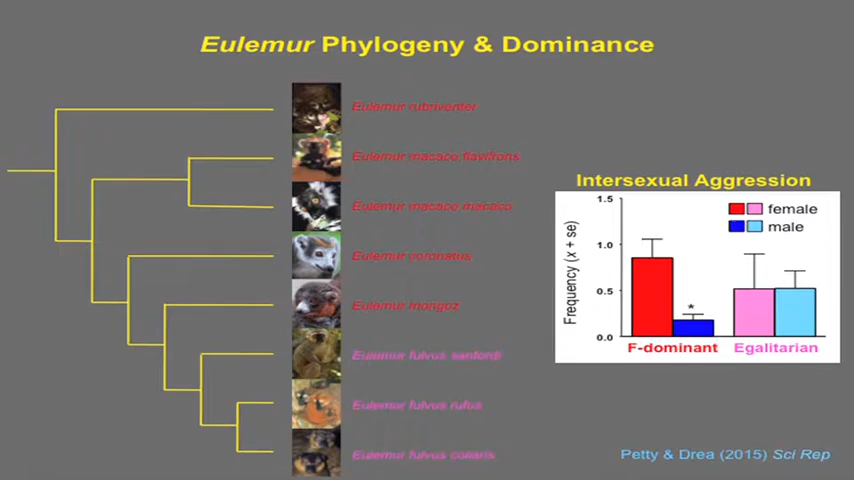 Eulemur Phylogeny & Dominance
Eulemur rubriventer
Eulemur macaco flavifrons
Eulemur macaco macaco
Eulemur coronatus
Eulemur mongoz
Eulemur fulvus sanfordi
Eulemur fulvus rufus
Eulemur fulvus collaris
Intersexual Aggression
Frequency (x + se)
1.5
1.0
0.5
0.0
female
male
*
F-dominant
Egalitarian
Petty & Drea (2015) Sci Rep